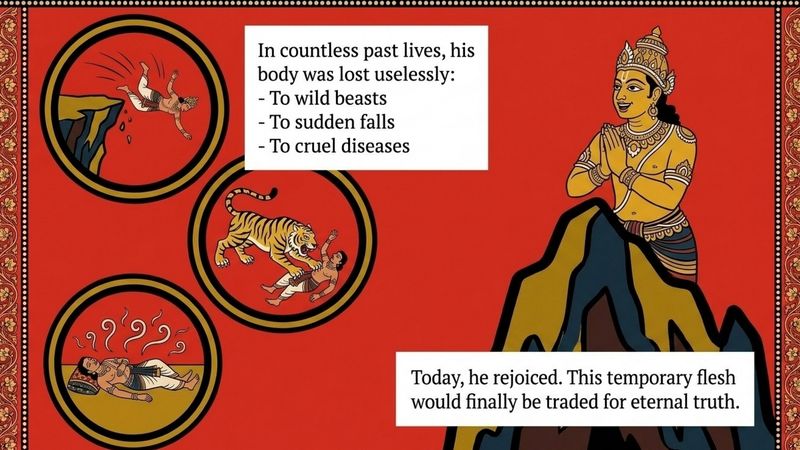 In countless past lives, his
body was lost uselessly:
- To wild beasts
- To sudden falls
- To cruel diseases
Today, he rejoiced. This temporary flesh
would finally be traded for eternal truth.